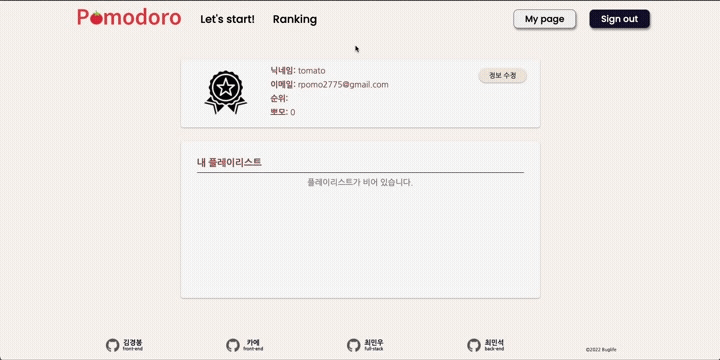 Pomodoro Let's start! Ranking My page Sign out
닉네임: tomato
이메일: rpomo2775@gmail.com
순위:
뽀모: 0
정보 수정
내 플레이리스트
플레이리스트가 비어 있습니다.
김경봉 front-end
카예 front-end
최민우 full-stack
최민석 back-end
©2022 Buglife